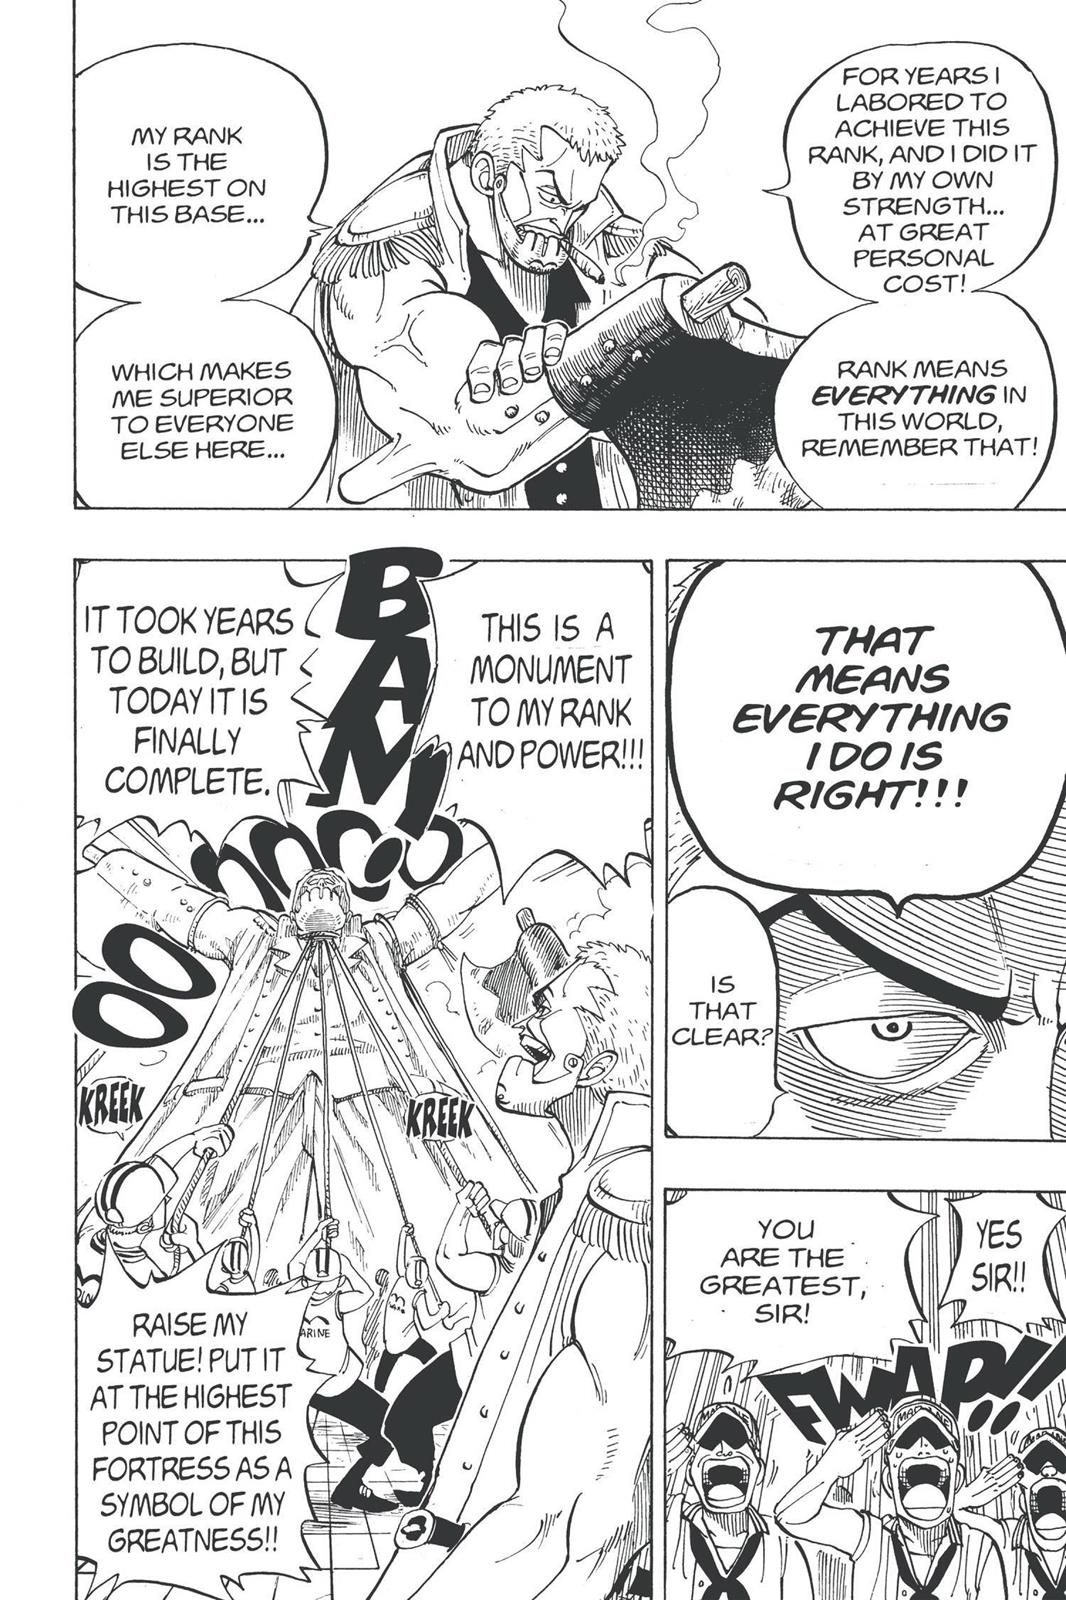 FOR YEARS I
LABORED TO
ACHIEVE THIS
RANK, AND I DID IT
BY MY OWN
STRENGTH...
AT GREAT
PERSONAL
COST!
RANK MEANS
EVERYTHING IN
THIS WORLD,
REMEMBER THAT!
MY RANK
IS THE
HIGHEST ON
THIS BASE...
WHICH MAKES
ME SUPERIOR
TO EVERYONE
ELSE HERE...
THAT
MEANS
EVERYTHING
I DO IS
RIGHT!!!
IS
THAT
CLEAR?
YES
SIR!!
YOU
ARE THE
GREATEST,
SIR!
FWAP!!
MARINE
MARINE
MARINE
THIS IS A
MONUMENT
TO MY RANK
AND POWER!!!
BAM!
IT TOOK YEARS
TO BUILD, BUT
TODAY IT IS
FINALLY
COMPLETE.
KREEK
KREEK
ARINE
RAISE MY
STATUE! PUT IT
AT THE HIGHEST
POINT OF THIS
FORTRESS AS A
SYMBOL OF MY
GREATNESS!!